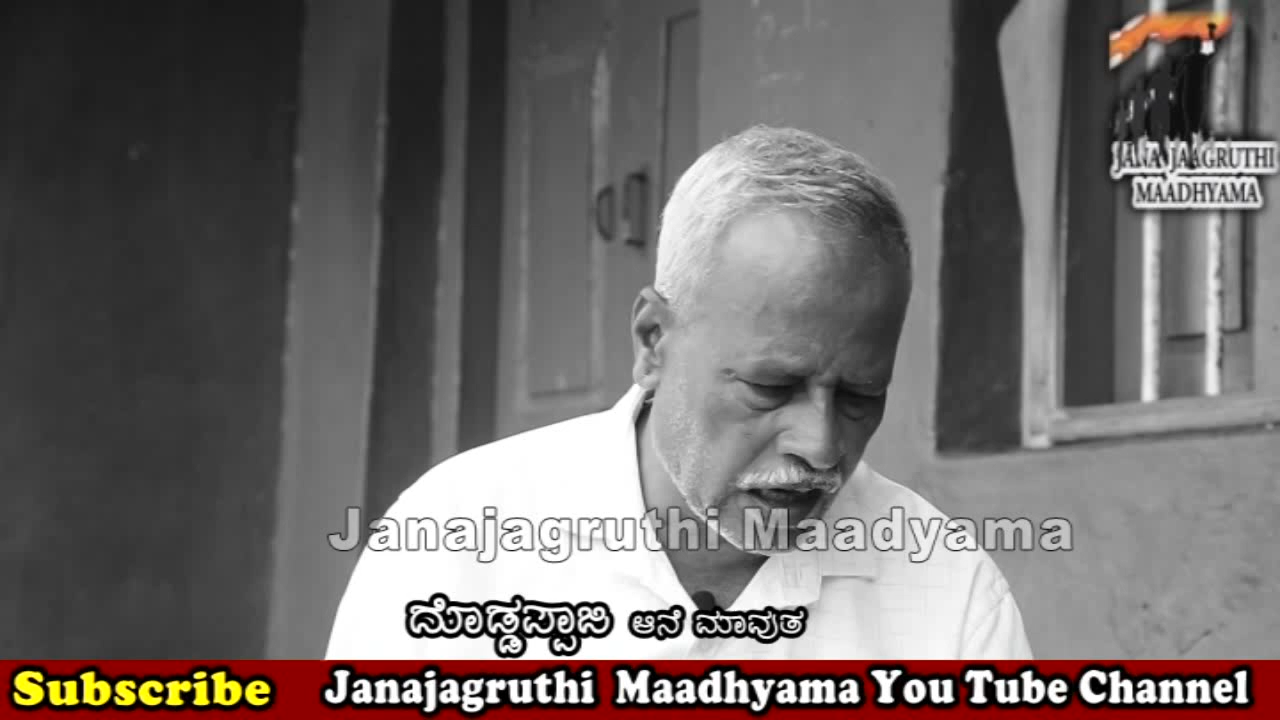 JANA JAAGRUTHI
MAADHYAMA
Janajagruthi Maadyama
ದೊಡ್ಡಪ್ಪಾಜಿ ಆನೆ ಮಾವುತ
Subscribe Janajagruthi Maadhyama You Tube Channel